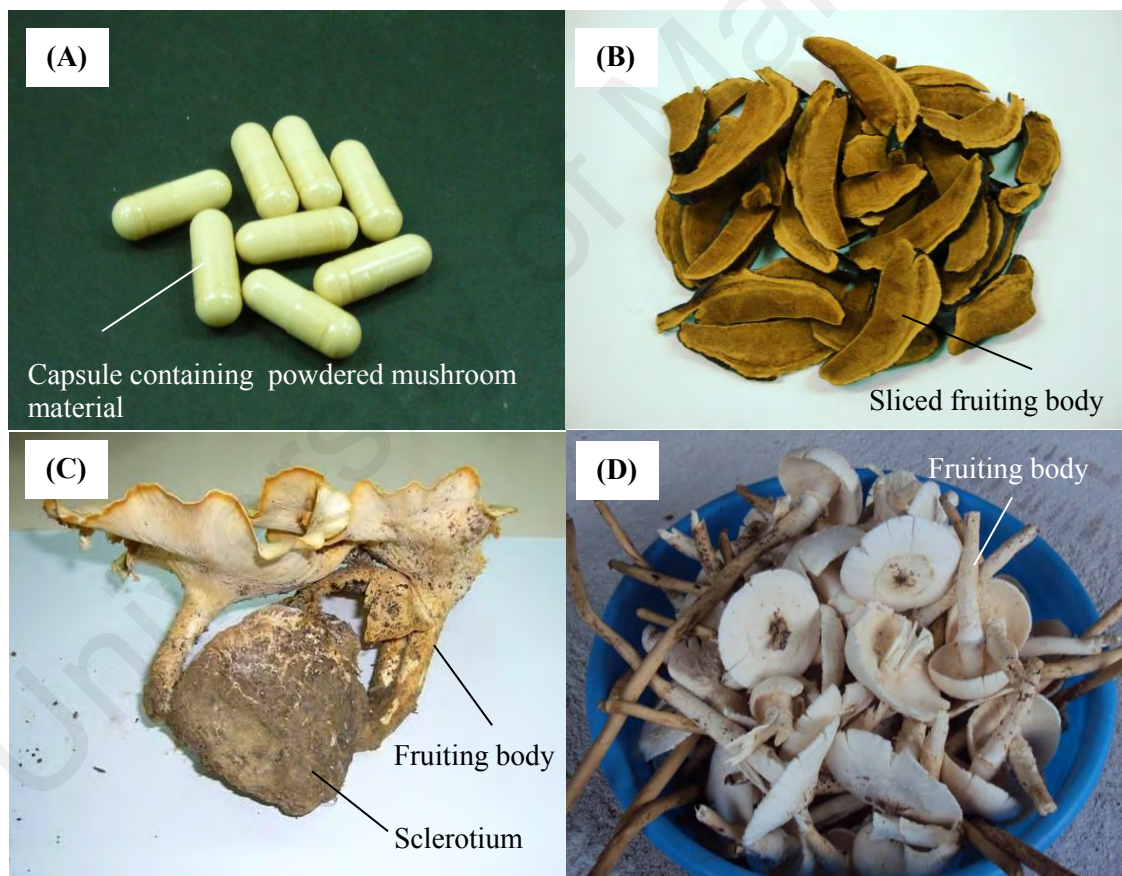 (A)
Capsule containing powdered mushroom
material
(B)
Sliced fruiting body
(C)
Fruiting body
Sclerotium
(D)
Fruiting body